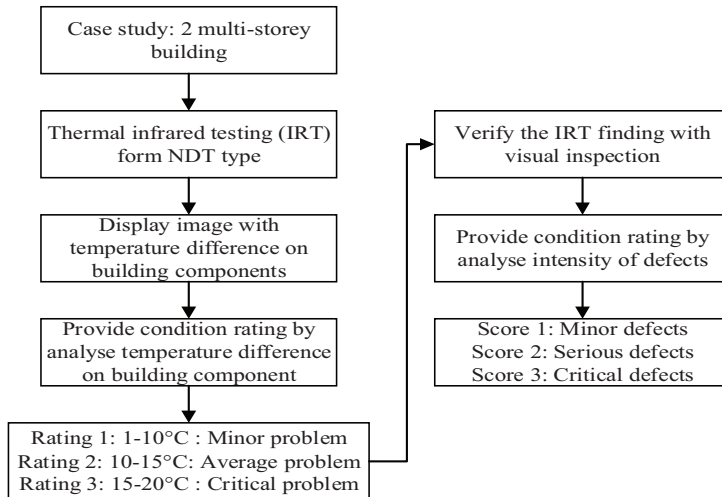 Case study: 2 multi-storey
building
Thermal infrared testing (IRT)
form NDT type
Display image with
temperature difference on
building components
Provide condition rating by
analyse temperature difference
on building component
Rating 1: 1-10°C : Minor problem
Rating 2: 10-15°C: Average problem
Rating 3: 15-20°C : Critical problem
Verify the IRT finding with
visual inspection
Provide condition rating by
analyse intensity of defects
Score 1: Minor defects
Score 2: Serious defects
Score 3: Critical defects